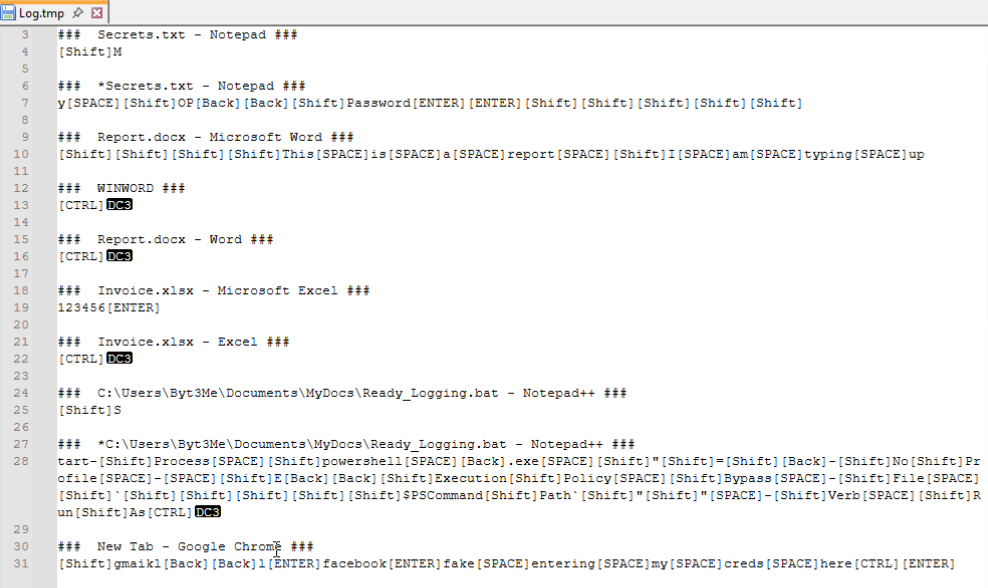 Log.tmp
3 ### Secrets.txt - Notepad ###
4 [Shift]M
5
6 ### *Secrets.txt - Notepad ###
7 y[SPACE][Shift]OP[Back][Back][Shift]Password[ENTER][ENTER][Shift][Shift][Shift][Shift][Shift]
8
9 ### Report.docx - Microsoft Word ###
10 [Shift][Shift][Shift][Shift]This[SPACE]is[SPACE]a[SPACE]report[SPACE][Shift]I[SPACE]am[SPACE]typing[SPACE]up
11
12 ### WINWORD ###
13 [CTRL]DC3
14
15 ### Report.docx - Word ###
16 [CTRL]DC3
17
18 ### Invoice.xlsx - Microsoft Excel ###
19 123456[ENTER]
20
21 ### Invoice.xlsx - Excel ###
22 [CTRL]DC3
23
24 ### C:\Users\Byt3Me\Documents\MyDocs\Ready_Logging.bat - Notepad++ ###
25 [Shift]S
26
27 ### *C:\Users\Byt3Me\Documents\MyDocs\Ready_Logging.bat - Notepad++ ###
28 tart-[Shift]Process[SPACE][Shift]powershell[SPACE][Back].exe[SPACE][Shift]"[Shift]=[Shift][Back]-[Shift]No[Shift]Pr
ofile[SPACE]-[SPACE][Shift]E[Back][Back][Shift]Execution[Shift]Policy[SPACE][Shift]Bypass[SPACE]-[Shift]File[SPACE]
[Shift]`[Shift][Shift][Shift][Shift][Shift]$PSCommand[Shift]Path`[Shift]"[Shift]"[SPACE]-[Shift]Verb[SPACE][Shift]R
un[Shift]As[CTRL]DC3
29
30 ### New Tab - Google Chrome ###
31 [Shift]gmaikl[Back][Back]l[ENTER]facebook[ENTER]fake[SPACE]entering[SPACE]my[SPACE]creds[SPACE]here[CTRL][ENTER]